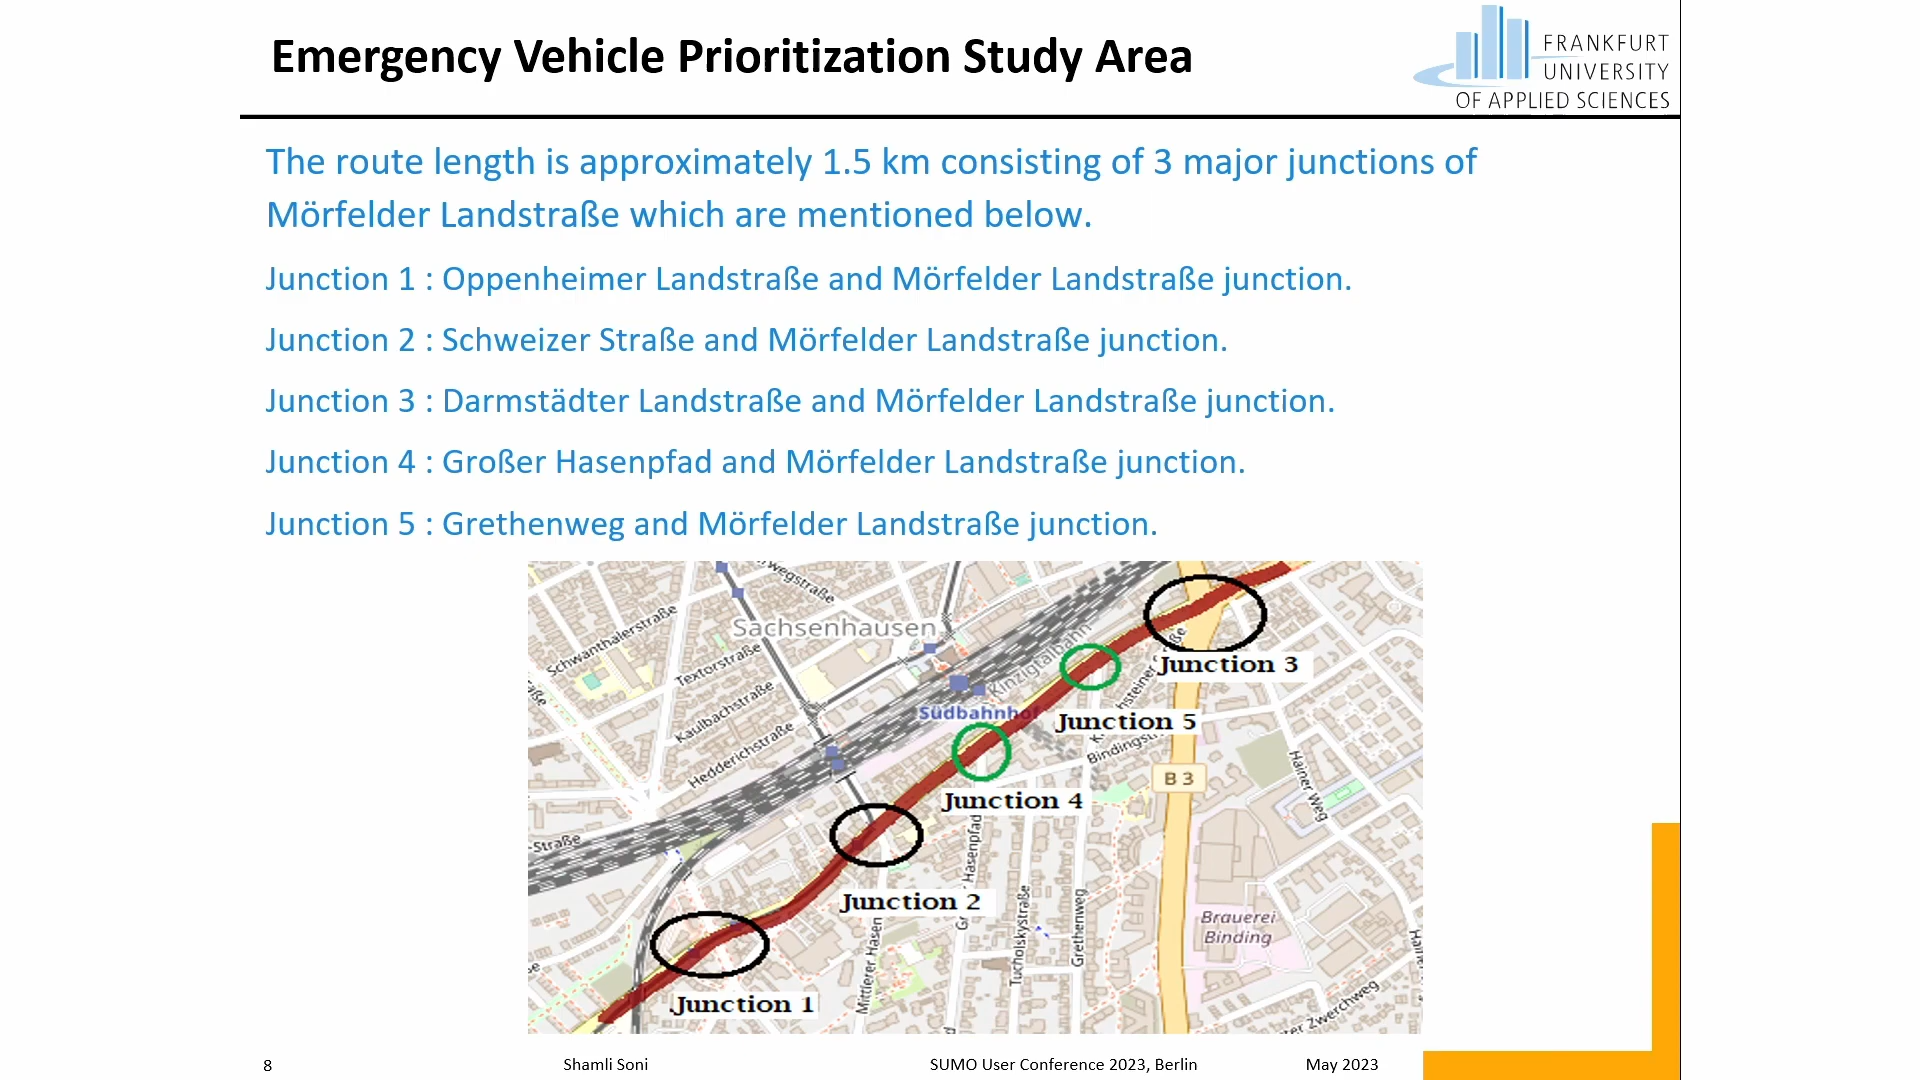 Emergency Vehicle Prioritization Study Area
FRANKFURT
UNIVERSITY
OF APPLIED SCIENCES
The route length is approximately 1.5 km consisting of 3 major junctions of
Mörfelder Landstraße which are mentioned below.
Junction 1 : Oppenheimer Landstraße and Mörfelder Landstraße junction.
Junction 2 : Schweizer Straße and Mörfelder Landstraße junction.
Junction 3 : Darmstädter Landstraße and Mörfelder Landstraße junction.
Junction 4 : Großer Hasenpfad and Mörfelder Landstraße junction.
Junction 5 : Grethenweg and Mörfelder Landstraße junction.
Sachsenhausen
Schwanthalerstraße
Textorstraße
Kaulbachstraße
Hedderichstraße
Kinzigtalbahn
Südbahnhof
Junction 3
Junction 5
Bindingst
B 3
Hainer Weg
Junction 4
-Straße
Junction 2
Hasenpfad
Mittlerer Hasen
Tucholskystraße
Grethenweg
Brauerei
Binding
Junction 1
ter Zwerchweg
8
Shamli Soni
SUMO User Conference 2023, Berlin
May 2023